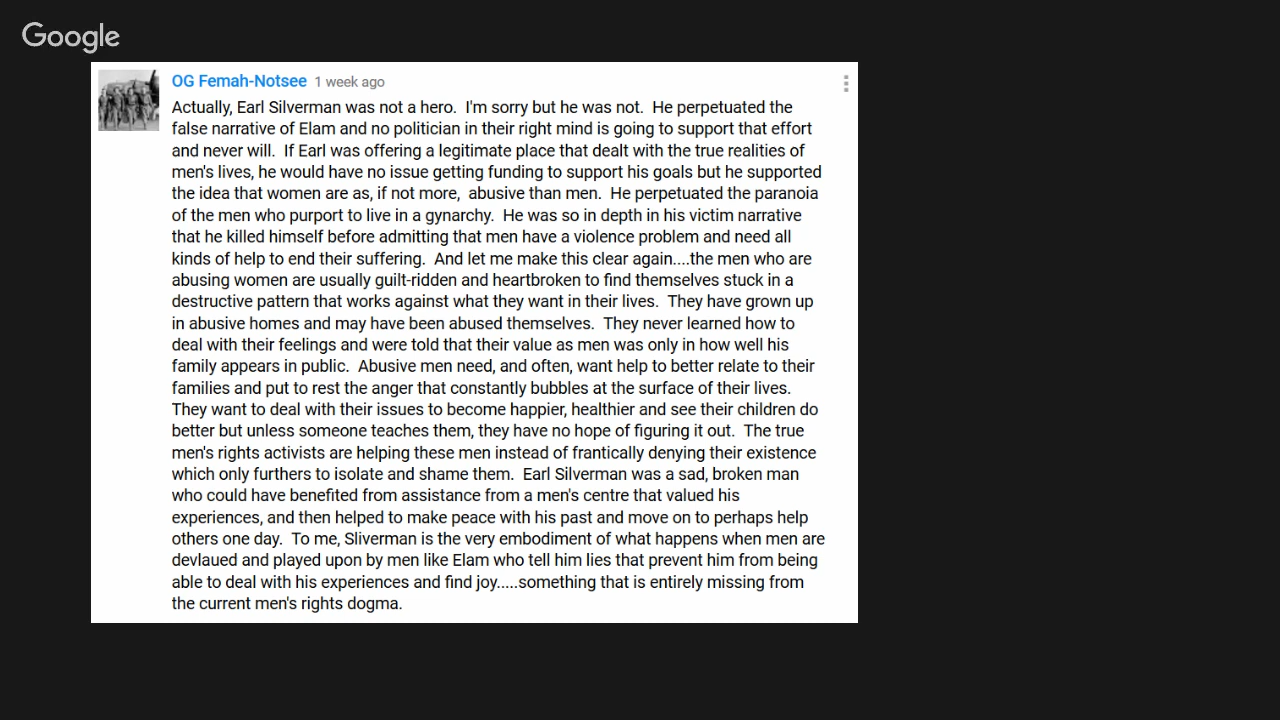 Google
OG Femah-Notsee 1 week ago
Actually, Earl Silverman was not a hero.  I'm sorry but he was not.  He perpetuated the
false narrative of Elam and no politician in their right mind is going to support that effort
and never will.  If Earl was offering a legitimate place that dealt with the true realities of
men's lives, he would have no issue getting funding to support his goals but he supported
the idea that women are as, if not more,  abusive than men.  He perpetuated the paranoia
of the men who purport to live in a gynarchy.  He was so in depth in his victim narrative
that he killed himself before admitting that men have a violence problem and need all
kinds of help to end their suffering.  And let me make this clear again....the men who are
abusing women are usually guilt-ridden and heartbroken to find themselves stuck in a
destructive pattern that works against what they want in their lives.  They have grown up
in abusive homes and may have been abused themselves.  They never learned how to
deal with their feelings and were told that their value as men was only in how well his
family appears in public.  Abusive men need, and often, want help to better relate to their
families and put to rest the anger that constantly bubbles at the surface of their lives.
They want to deal with their issues to become happier, healthier and see their children do
better but unless someone teaches them, they have no hope of figuring it out.  The true
men's rights activists are helping these men instead of frantically denying their existence
which only furthers to isolate and shame them.  Earl Silverman was a sad, broken man
who could have benefited from assistance from a men's centre that valued his
experiences, and then helped to make peace with his past and move on to perhaps help
others one day.  To me, Sliverman is the very embodiment of what happens when men are
devlaued and played upon by men like Elam who tell him lies that prevent him from being
able to deal with his experiences and find joy.....something that is entirely missing from
the current men's rights dogma.